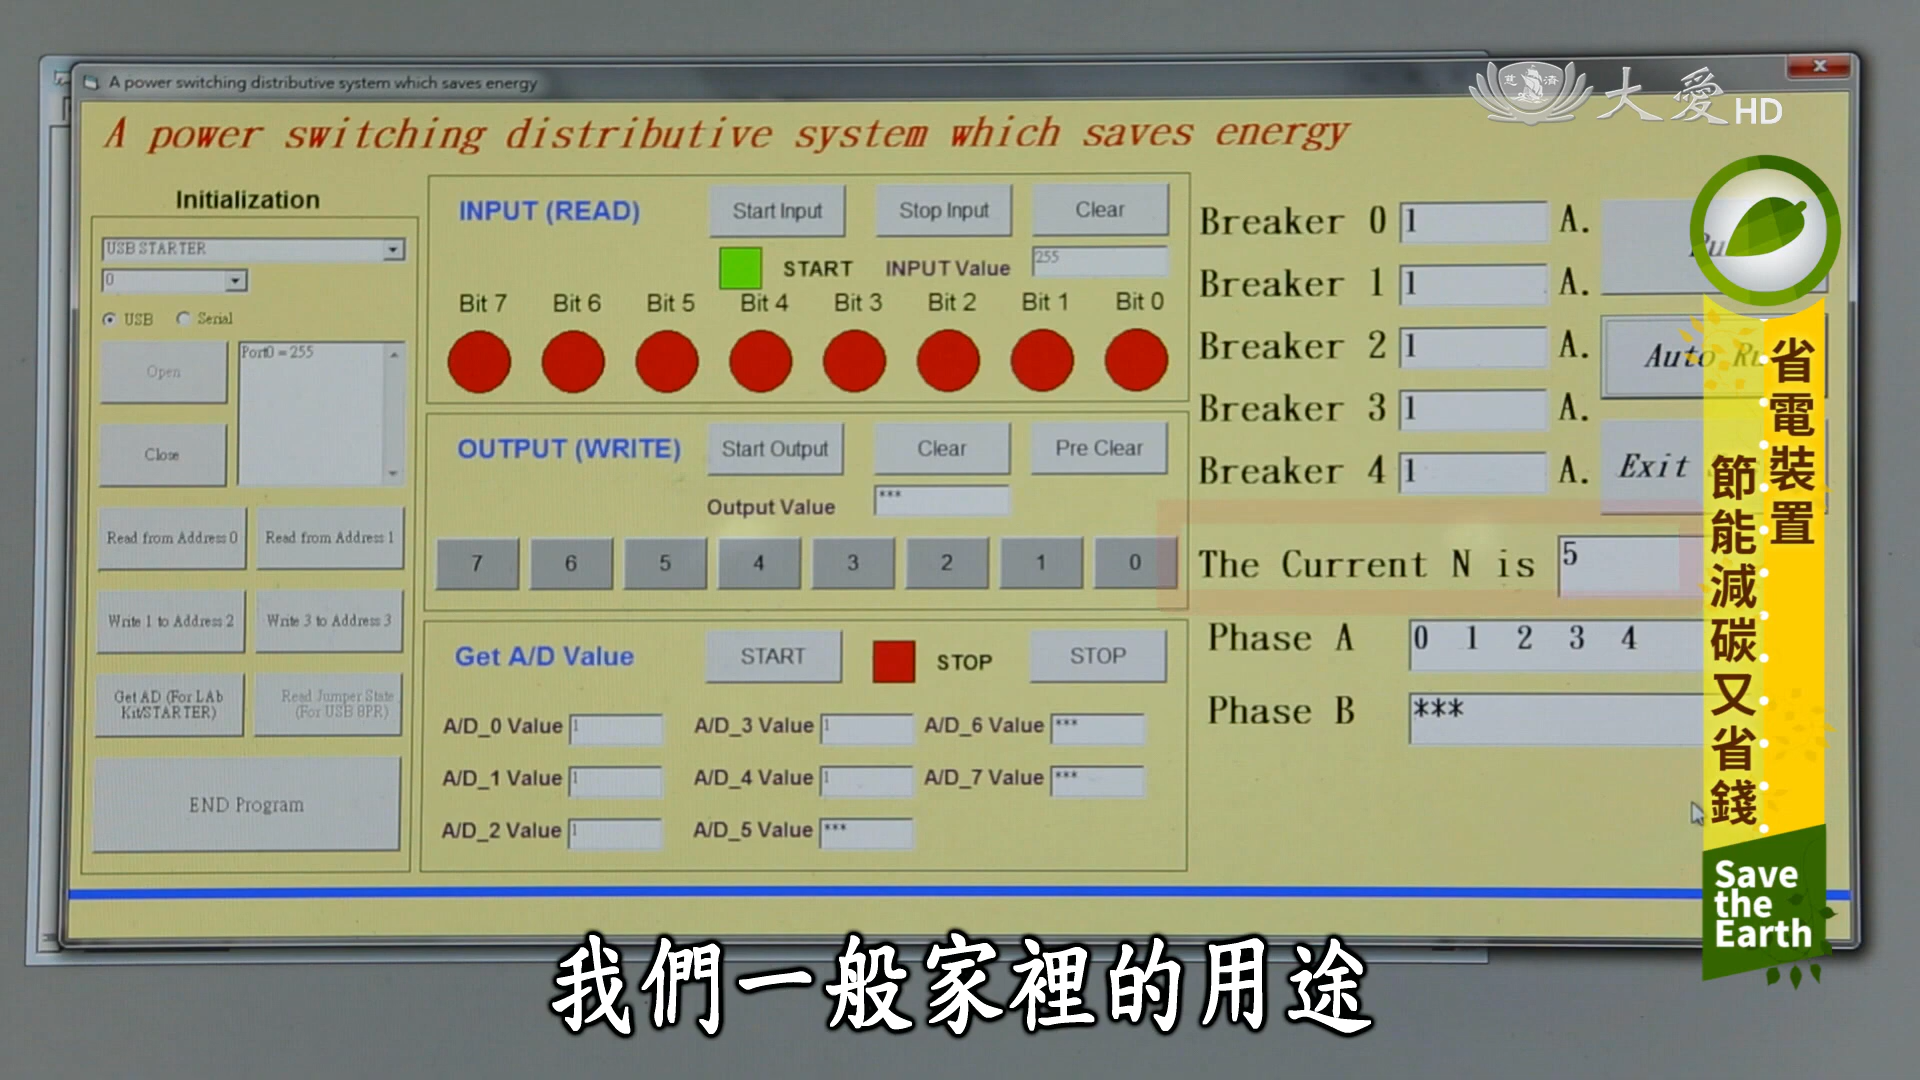 A power switching distributive system which saves energy
大愛HD
A power switching distributive system which saves energy
Initialization
USB STARTER
0
USB
Serial
Open
Port0 = 255
Close
Read from Address 0
Read from Address 1
Write 1 to Address 2
Write 3 to Address 3
Get AD (For LAb Kit/STARTER)
Read Jumper State (For USB 8PR)
END Program
INPUT (READ)
Start Input
Stop Input
Clear
START
INPUT Value
255
Bit 7
Bit 6
Bit 5
Bit 4
Bit 3
Bit 2
Bit 1
Bit 0
OUTPUT (WRITE)
Start Output
Clear
Pre Clear
Output Value
***
7
6
5
4
3
2
1
0
Get A/D Value
START
STOP
STOP
A/D_0 Value 1
A/D_3 Value 1
A/D_6 Value ***
A/D_1 Value 1
A/D_4 Value 1
A/D_7 Value ***
A/D_2 Value 1
A/D_5 Value ***
Breaker 0 1 A.
Breaker 1 1 A.
Breaker 2 1 A.
Breaker 3 1 A.
Breaker 4 1 A.
Auto
Exit
The Current N is 5
Phase A 0 1 2 3 4
Phase B ***
省電裝置
節能減碳又省錢
Save
the
Earth
我們一般家裡的用途